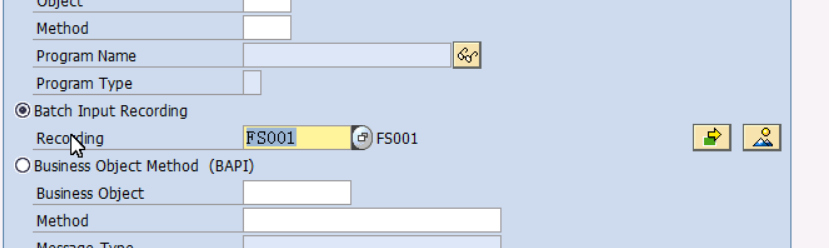 Object
Method
Program Name
Program Type
Batch Input Recording
Recording FS001 FS001
Business Object Method (BAPI)
Business Object
Method
Message Type